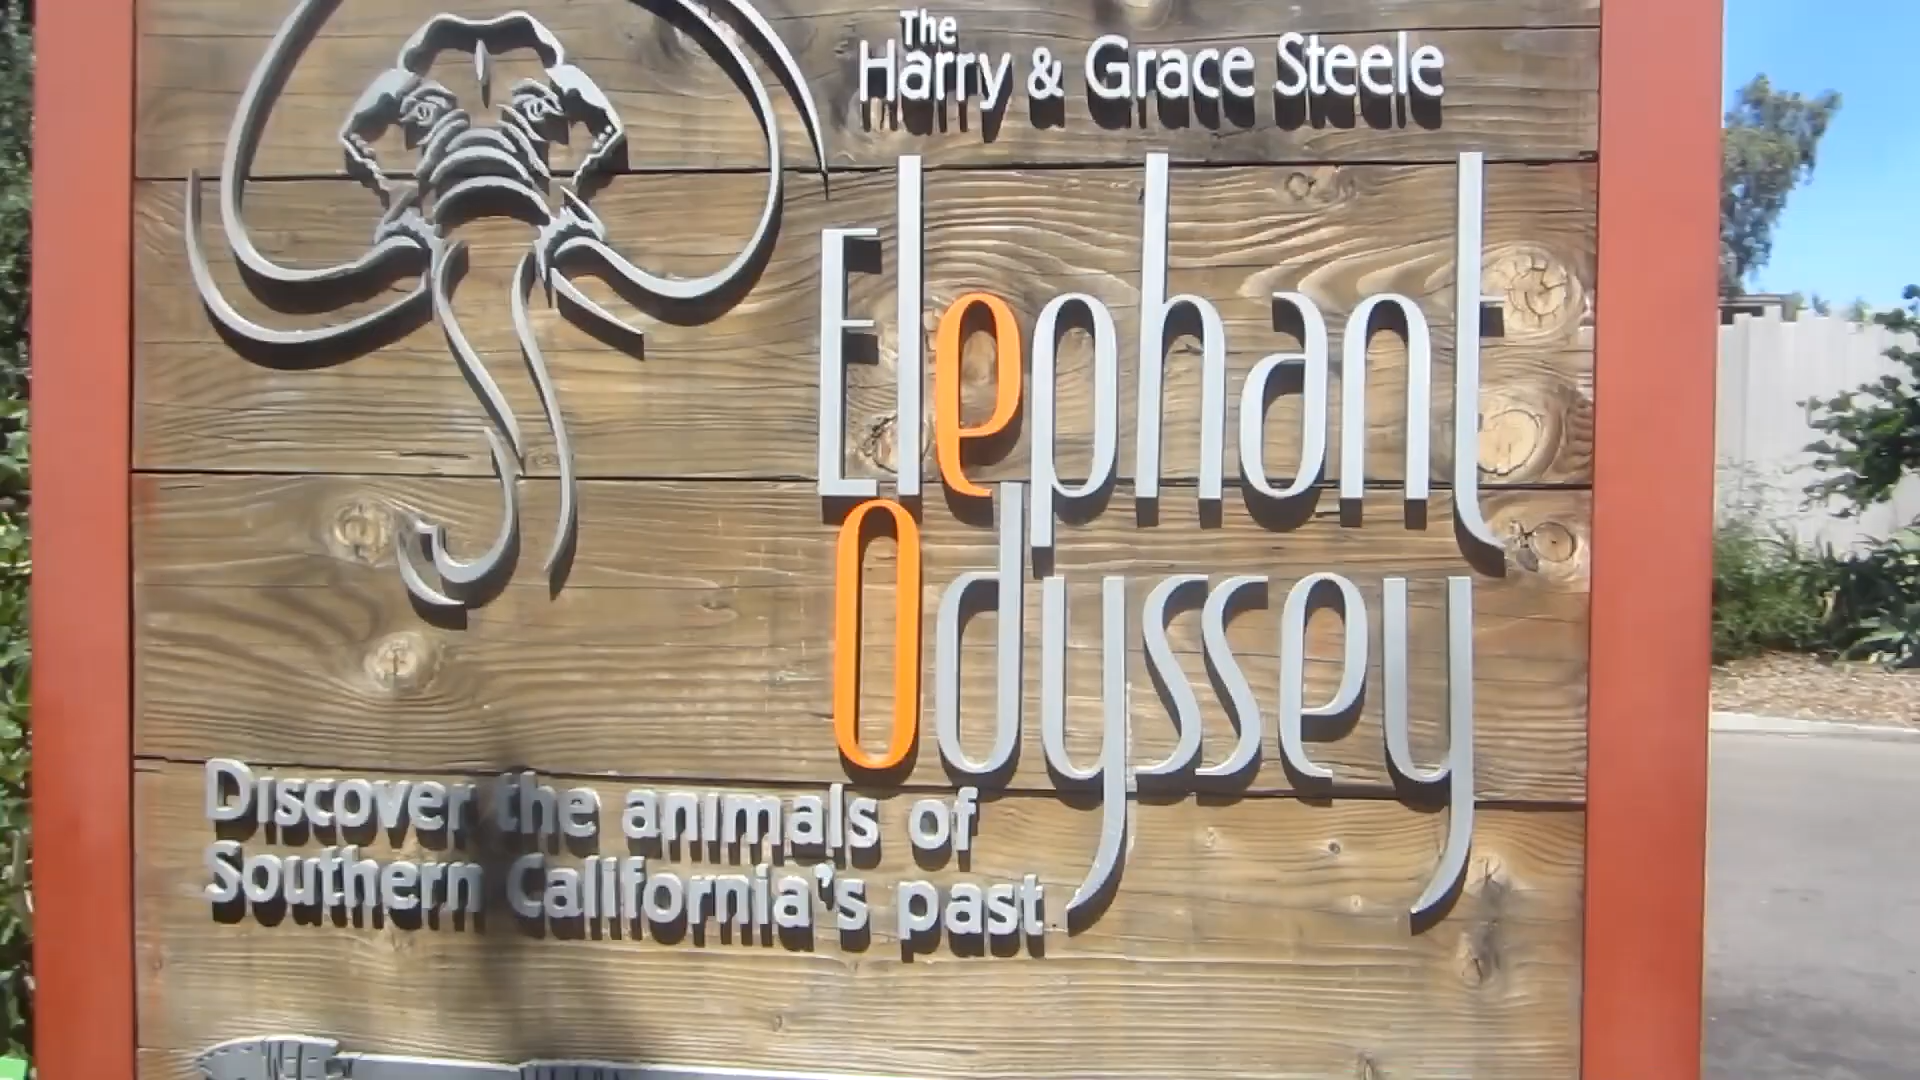 The
Harry & Grace Steele
Elephant
Odyssey
Discover the animals of
Southern California's past